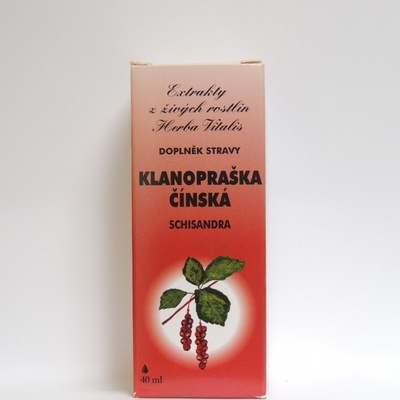 Extrakty
z živých rostlin
Herba Vitalis
DOPLNĚK STRAVY
KLANOPRAŠKA
ČÍNSKÁ
SCHISANDRA
40 ml